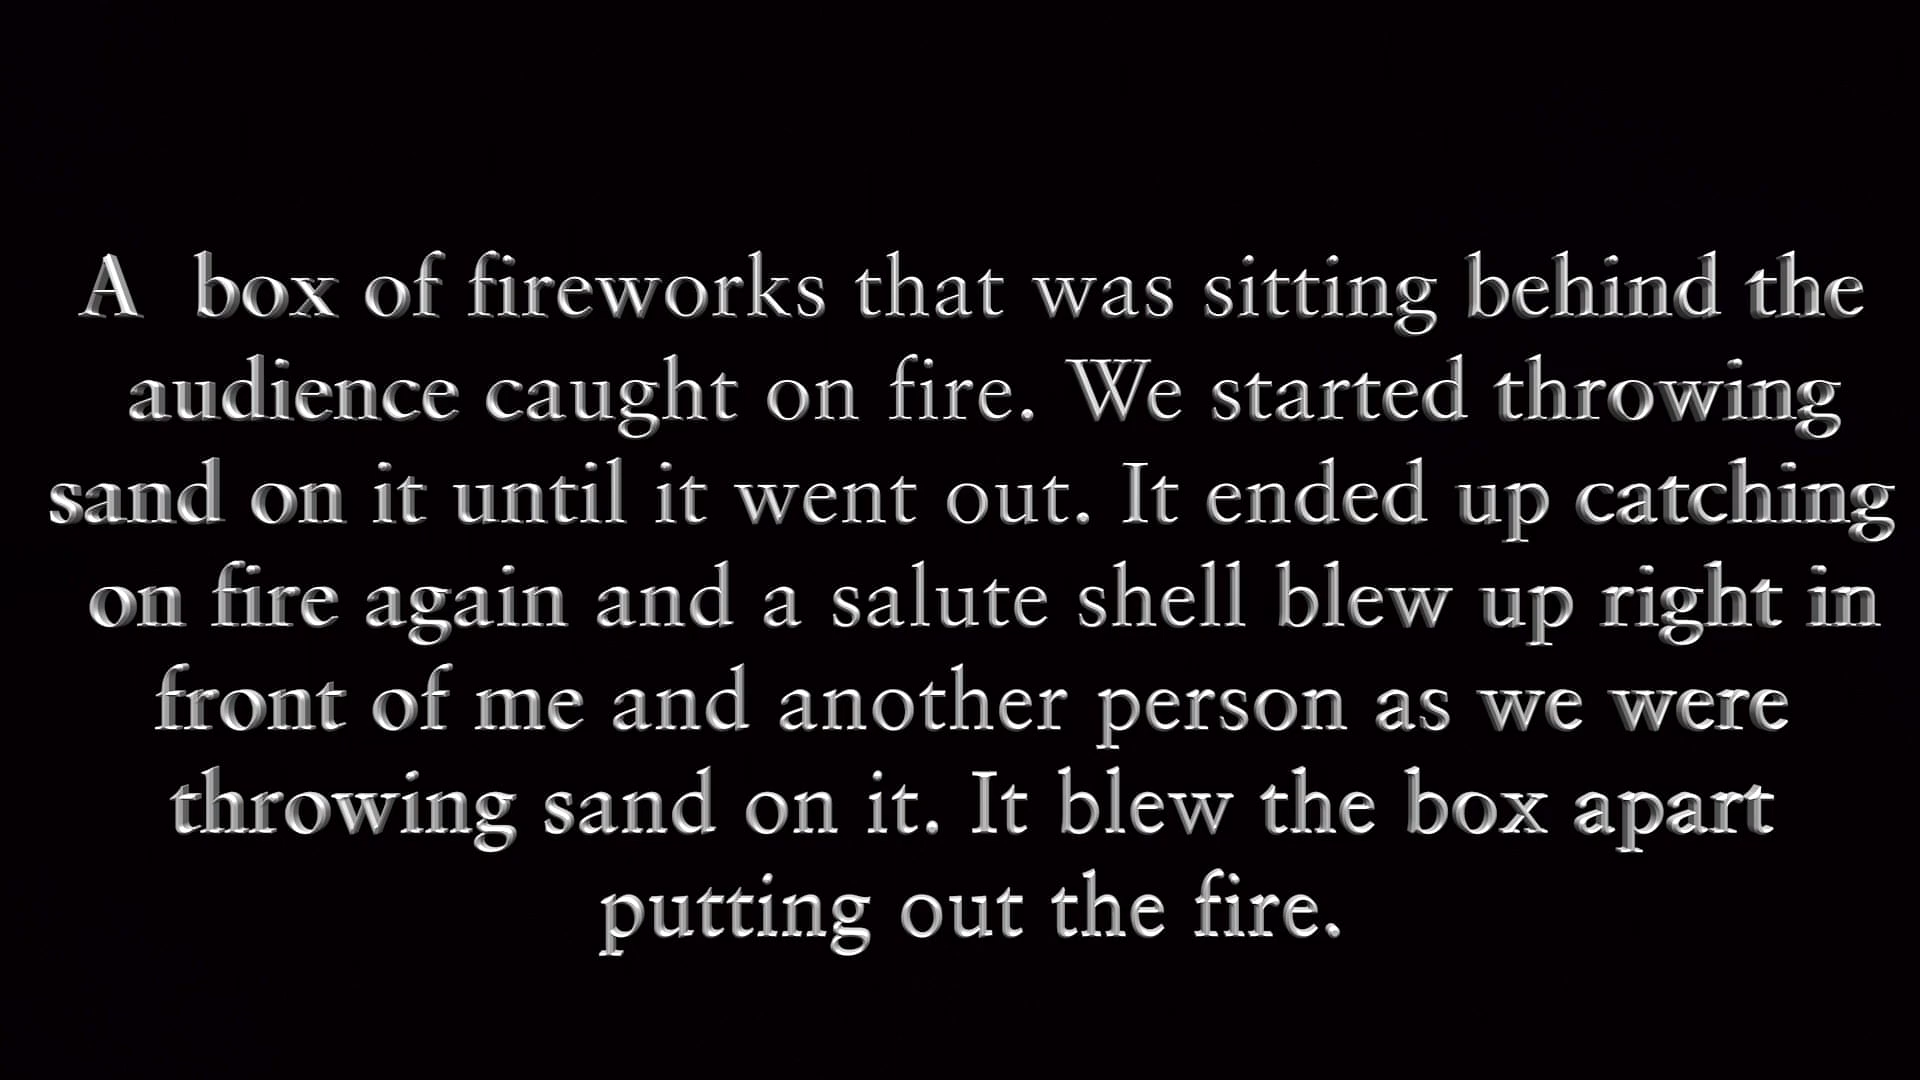 A  box of fireworks that was sitting behind the
audience caught on fire. We started throwing
sand on it until it went out. It ended up catching
on fire again and a salute shell blew up right in
front of me and another person as we were
throwing sand on it. It blew the box apart
putting out the fire.